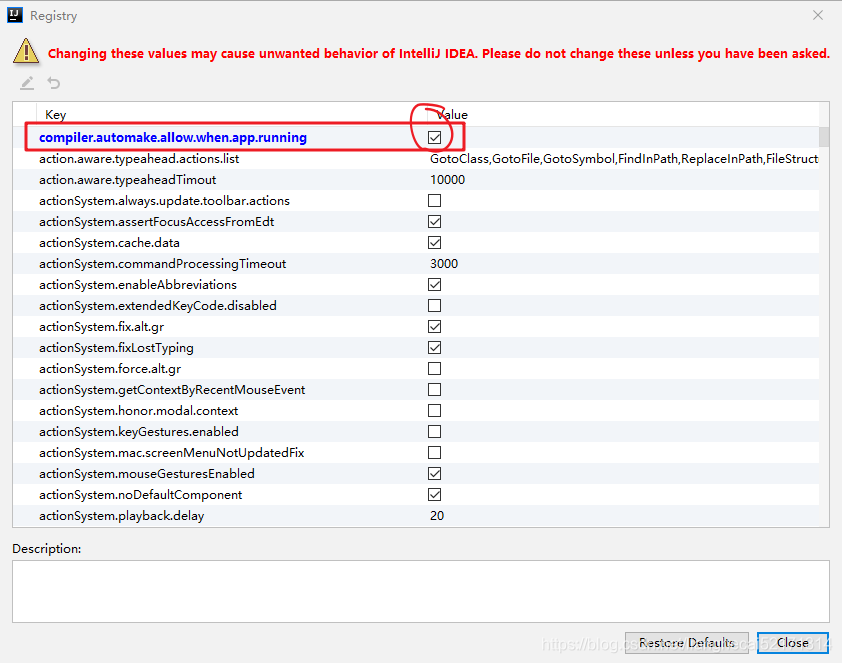 Registry
Changing these values may cause unwanted behavior of IntelliJ IDEA. Please do not change these unless you have been asked.
Key Value
compiler.automake.allow.when.app.running
action.aware.typeahead.actions.list GotoClass,GotoFile,GotoSymbol,FindInPath,ReplaceInPath,FileStruct
action.aware.typeaheadTimout 10000
actionSystem.always.update.toolbar.actions
actionSystem.assertFocusAccessFromEdt
actionSystem.cache.data
actionSystem.commandProcessingTimeout 3000
actionSystem.enableAbbreviations
actionSystem.extendedKeyCode.disabled
actionSystem.fix.alt.gr
actionSystem.fixLostTyping
actionSystem.force.alt.gr
actionSystem.getContextByRecentMouseEvent
actionSystem.honor.modal.context
actionSystem.keyGestures.enabled
actionSystem.mac.screenMenuNotUpdatedFix
actionSystem.mouseGesturesEnabled
actionSystem.noDefaultComponent
actionSystem.playback.delay 20
Description:
Restore Defaults Close